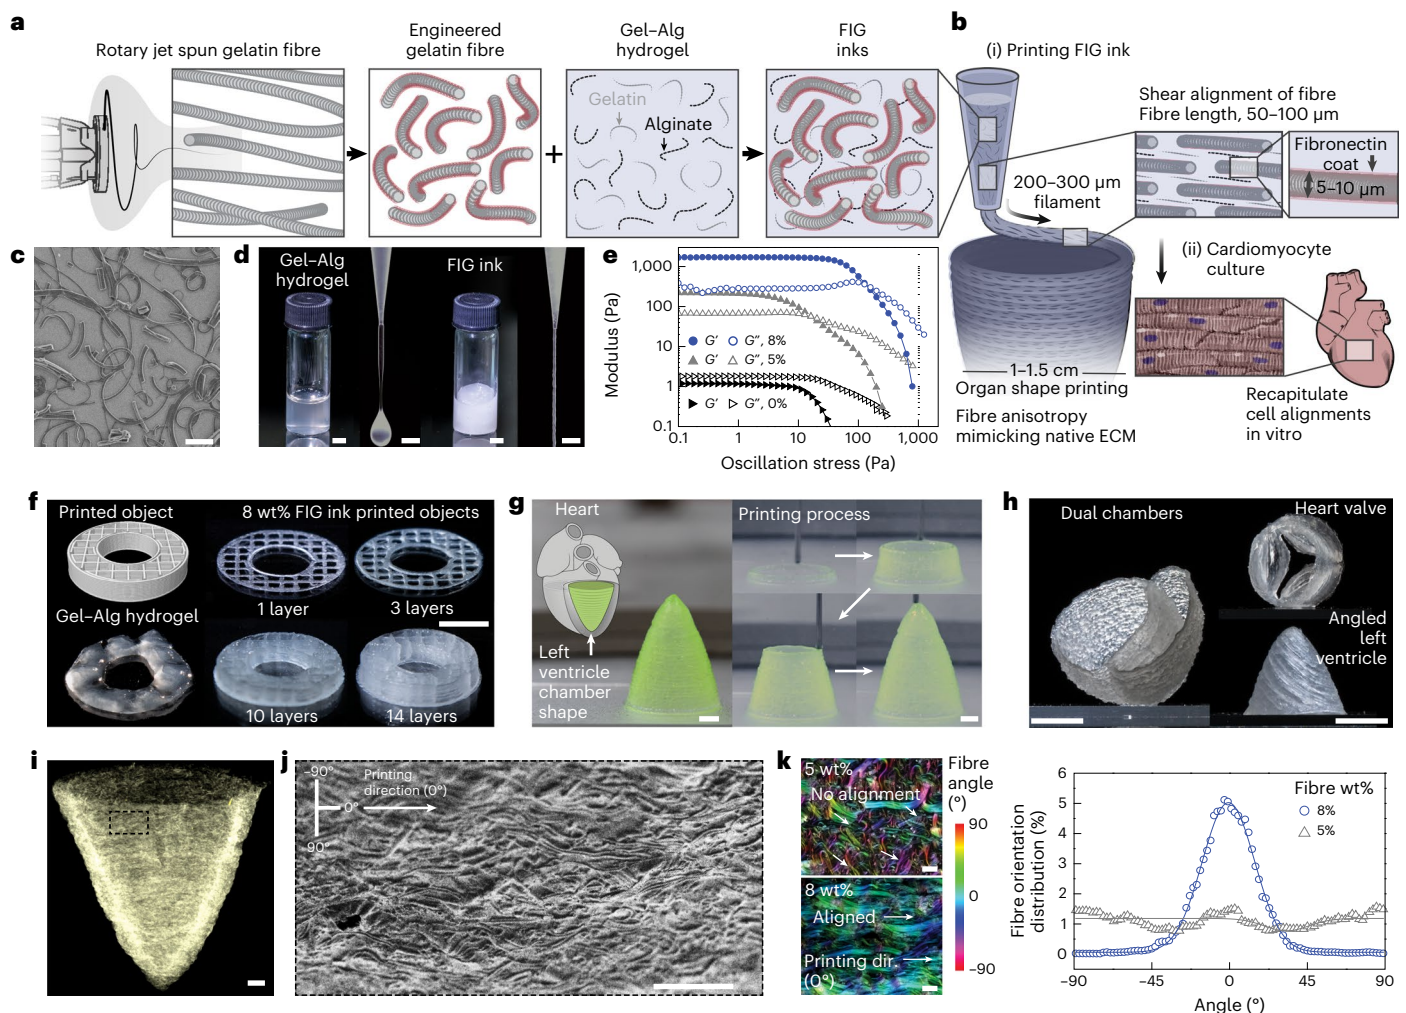 a
Rotary jet spun gelatin fibre
Engineered
gelatin fibre
Gel–Alg
hydrogel
FIG
inks
Gelatin
Alginate
b
(i) Printing FIG ink
Shear alignment of fibre
Fibre length, 50–100 µm
Fibronectin
coat
5–10 µm
200–300 µm
filament
(ii) Cardiomyocyte
culture
1–1.5 cm
Organ shape printing
Fibre anisotropy
mimicking native ECM
Recapitulate
cell alignments
in vitro
c
d
Gel–Alg
hydrogel
FIG ink
e
Modulus (Pa)
1,000
100
10
1
0.1
G′ G″, 8%
G′ G″, 5%
G′ G″, 0%
0.1 1 10 100 1,000
Oscillation stress (Pa)
f
Printed object
8 wt% FIG ink printed objects
1 layer
3 layers
Gel–Alg hydrogel
10 layers
14 layers
g
Heart
Left
ventricle
chamber
shape
Printing process
h
Dual chambers
Heart valve
Angled
left
ventricle
i
j
–90°
0°
90°
Printing
direction (0°)
k
5 wt%
No alignment
8 wt%
Aligned
Printing dir.
(0°)
Fibre
angle
(°)
90
0
–90
Fibre orientation
distribution (%)
6
5
4
3
2
1
0
Fibre wt%
8%
5%
–90 –45 0 45 90
Angle (°)